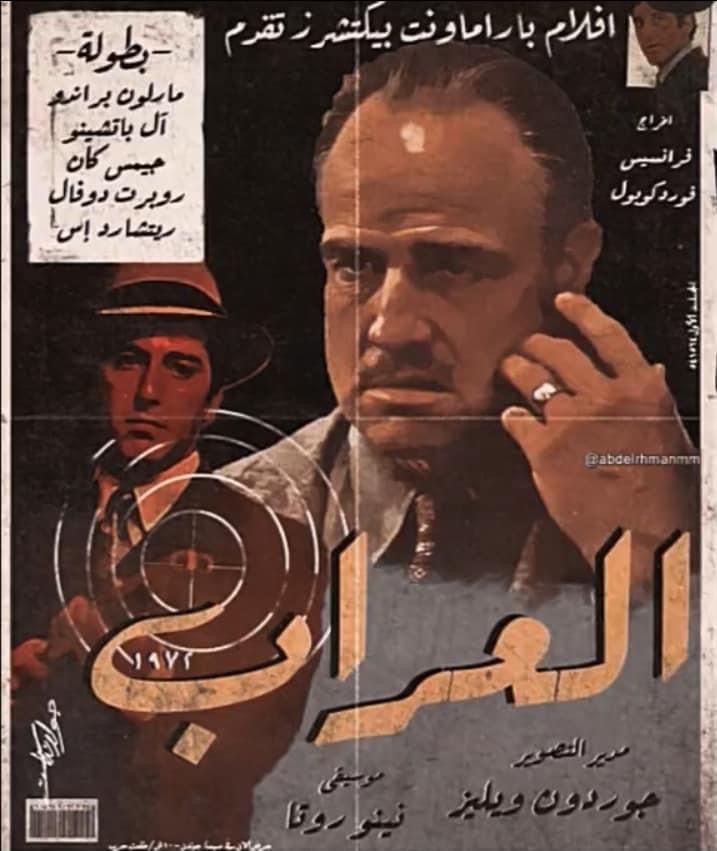 افلام باراماونت بيكتشرز تقدم
-بطولة-
مارلون براندو
آل باتشينو
جيمس كان
روبرت دوفال
ريتشارد إس
اخراج
فرانسيس
فورد كوبول
@abdelrhmanmm
العراب
١٩٧٢
مدير التصوير
جوردون ويليز
موسيقى
نينو روتا